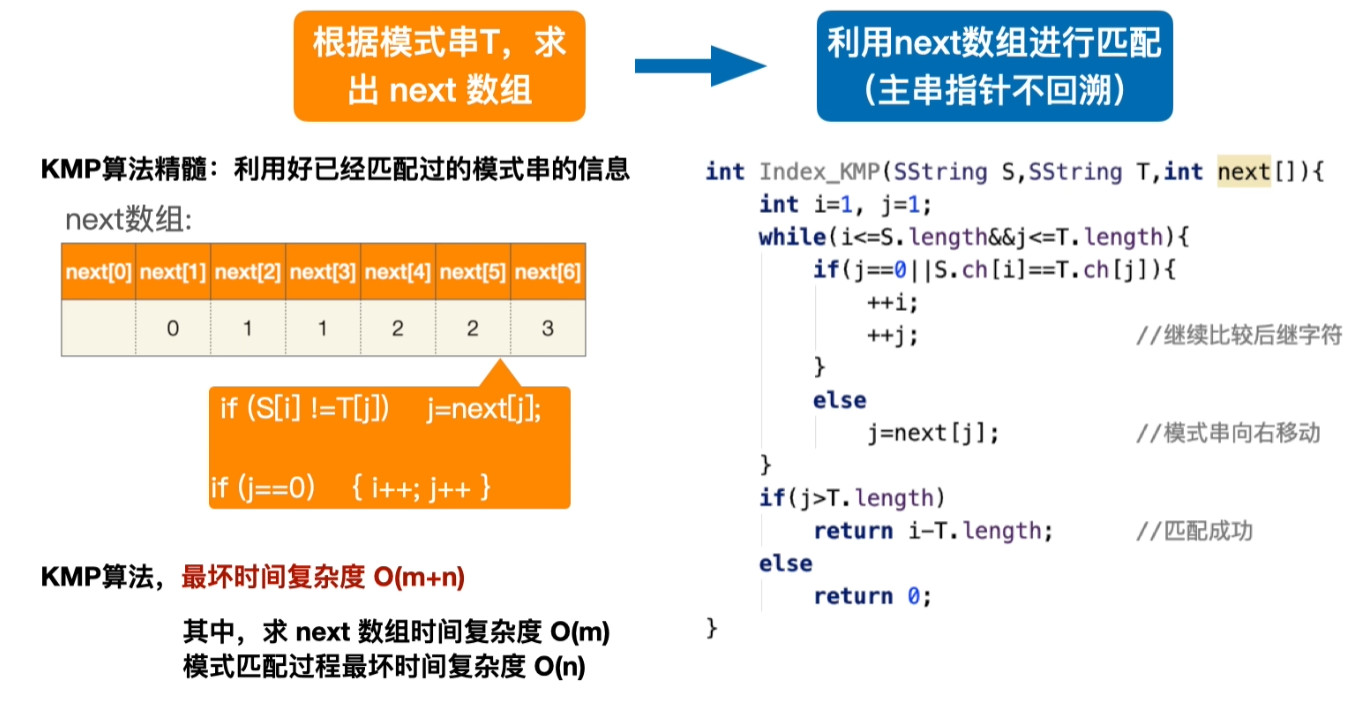 根据模式串T，求
出 next 数组
利用next数组进行匹配
（主串指针不回溯）
KMP算法精髓：利用好已经匹配过的模式串的信息
next数组:
next[0] next[1] next[2] next[3] next[4] next[5] next[6]
0 1 1 2 2 3
if (S[i] !=T[j]) j=next[j];
if (j==0) { i++; j++ }
KMP算法，最坏时间复杂度 O(m+n)
其中，求 next 数组时间复杂度 O(m)
模式匹配过程最坏时间复杂度 O(n)
int Index_KMP(SString S,SString T,int next[]){
int i=1, j=1;
while(i<=S.length&&j<=T.length){
if(j==0||S.ch[i]==T.ch[j]){
++i;
++j; //继续比较后继字符
}
else
j=next[j]; //模式串向右移动
}
if(j>T.length)
return i-T.length; //匹配成功
else
return 0;
}